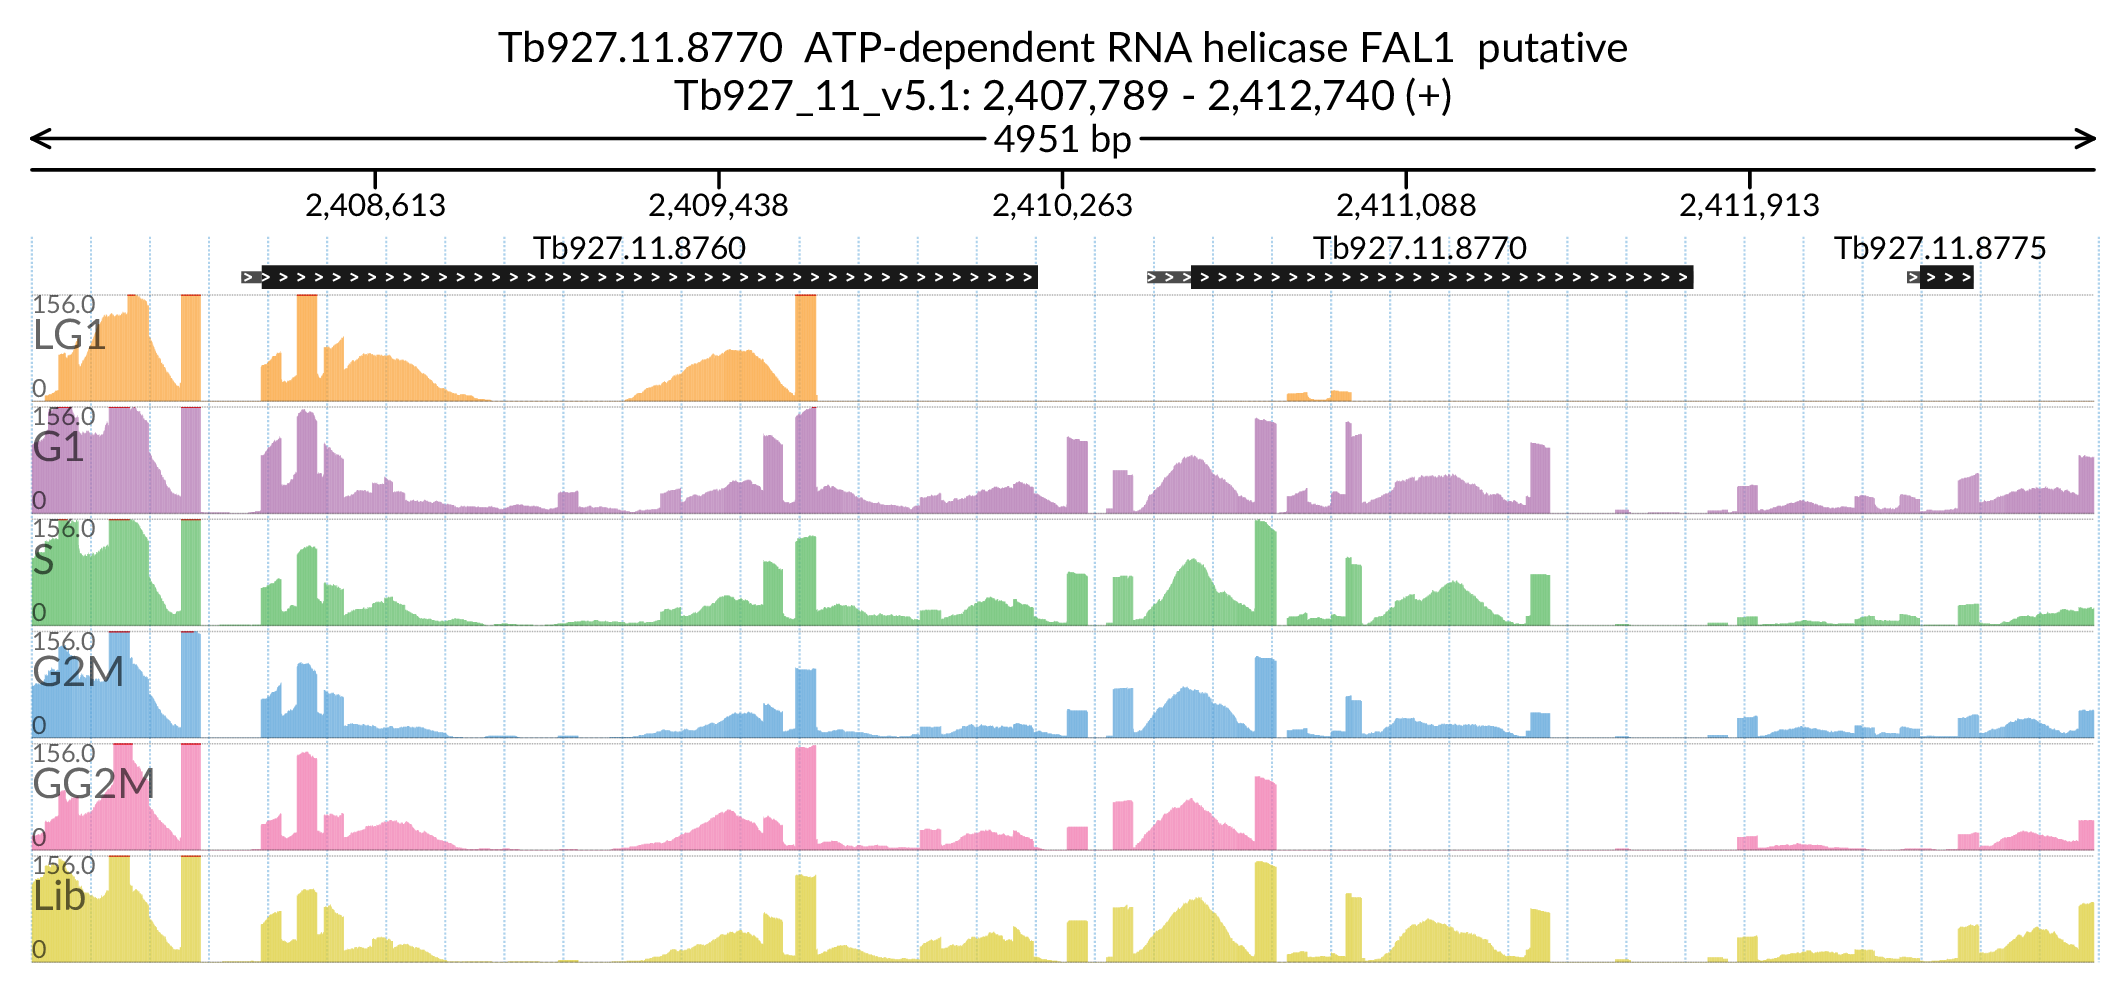 Tb927.11.8770  ATP-dependent RNA helicase FAL1  putative
Tb927_11_v5.1: 2,407,789 - 2,412,740 (+)
4951 bp
2,408,613 2,409,438 2,410,263 2,411,088 2,411,913
Tb927.11.8760 Tb927.11.8770 Tb927.11.8775
156.0
LG1
0
156.0
G1
0
156.0
S
0
156.0
G2M
0
156.0
GG2M
0
156.0
Lib
0